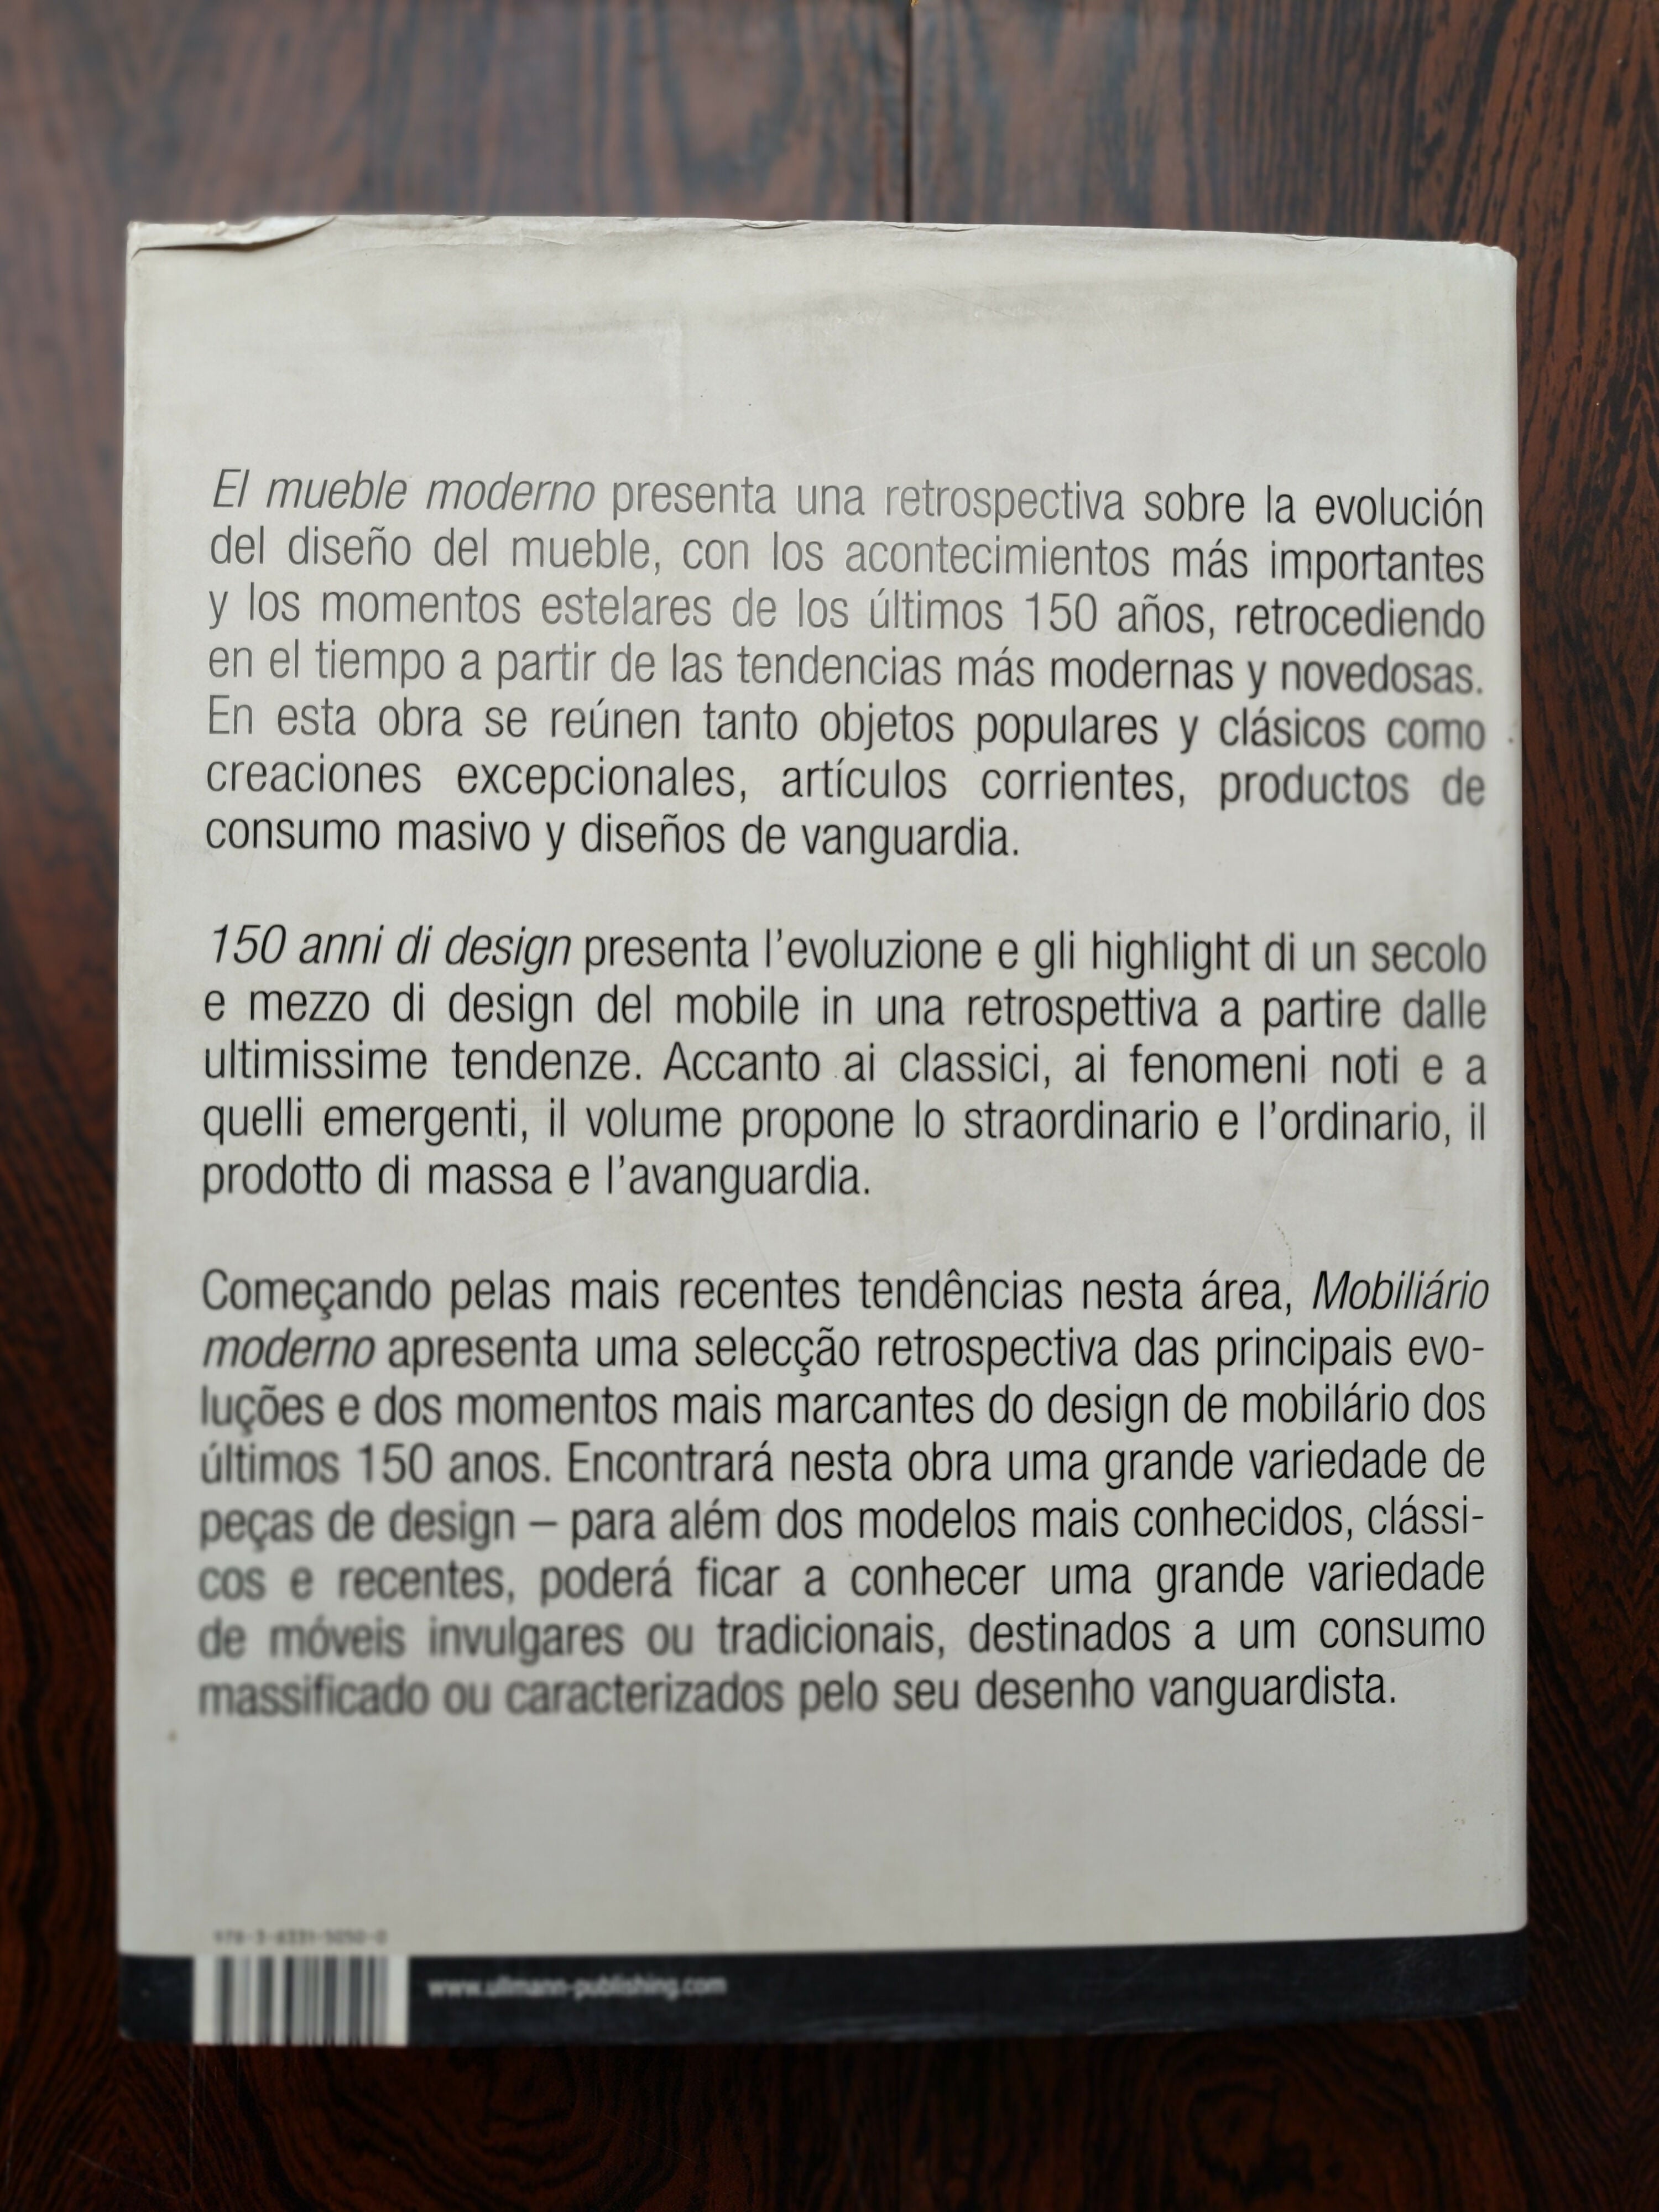 El mueble moderno presenta una retrospectiva sobre la evolución
del diseño del mueble, con los acontecimientos más importantes
y los momentos estelares de los últimos 150 años, retrocediendo
en el tiempo a partir de las tendencias más modernas y novedosas.
En esta obra se reúnen tanto objetos populares y clásicos como
creaciones excepcionales, artículos corrientes, productos de
consumo masivo y diseños de vanguardia.
150 anni di design presenta l'evoluzione e gli highlight di un secolo
e mezzo di design del mobile in una retrospettiva a partire dalle
ultimissime tendenze. Accanto ai classici, ai fenomeni noti e a
quelli emergenti, il volume propone lo straordinario e l'ordinario, il
prodotto di massa e l'avanguardia.
Começando pelas mais recentes tendências nesta área, Mobiliário
moderno apresenta uma selecção retrospectiva das principais evo-
luções e dos momentos mais marcantes do design de mobilário dos
últimos 150 anos. Encontrará nesta obra uma grande variedade de
peças de design – para além dos modelos mais conhecidos, clássi-
cos e recentes, poderá ficar a conhecer uma grande variedade
de móveis invulgares ou tradicionais, destinados a um consumo
massificado ou caracterizados pelo seu desenho vanguardista.
978-3-8331-5050-0
www.ullmann-publishing.com